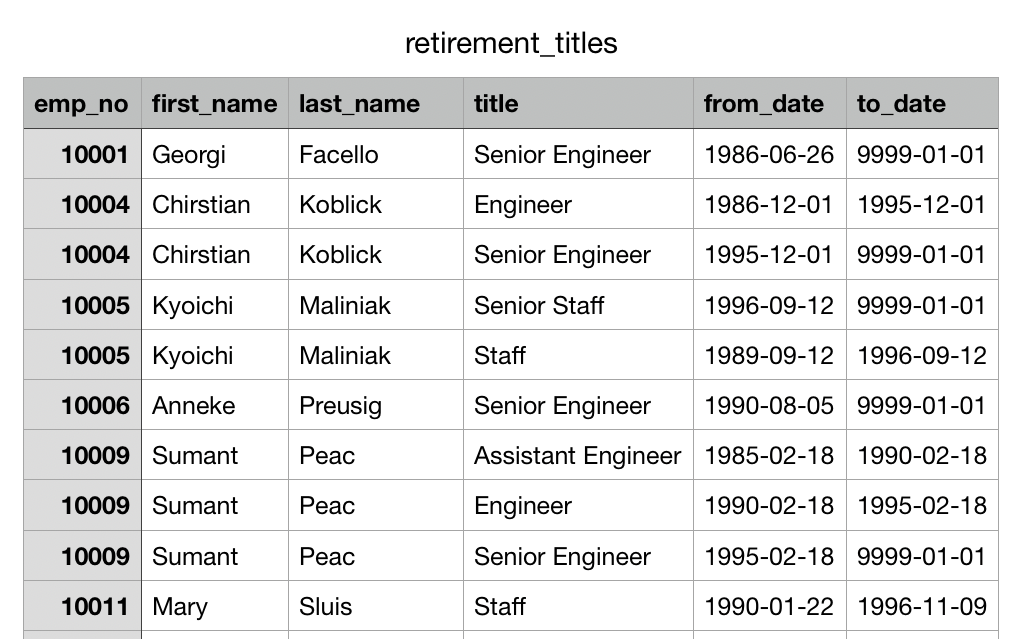 retirement_titles
emp_no first_name last_name title from_date to_date
10001 Georgi Facello Senior Engineer 1986-06-26 9999-01-01
10004 Chirstian Koblick Engineer 1986-12-01 1995-12-01
10004 Chirstian Koblick Senior Engineer 1995-12-01 9999-01-01
10005 Kyoichi Maliniak Senior Staff 1996-09-12 9999-01-01
10005 Kyoichi Maliniak Staff 1989-09-12 1996-09-12
10006 Anneke Preusig Senior Engineer 1990-08-05 9999-01-01
10009 Sumant Peac Assistant Engineer 1985-02-18 1990-02-18
10009 Sumant Peac Engineer 1990-02-18 1995-02-18
10009 Sumant Peac Senior Engineer 1995-02-18 9999-01-01
10011 Mary Sluis Staff 1990-01-22 1996-11-09